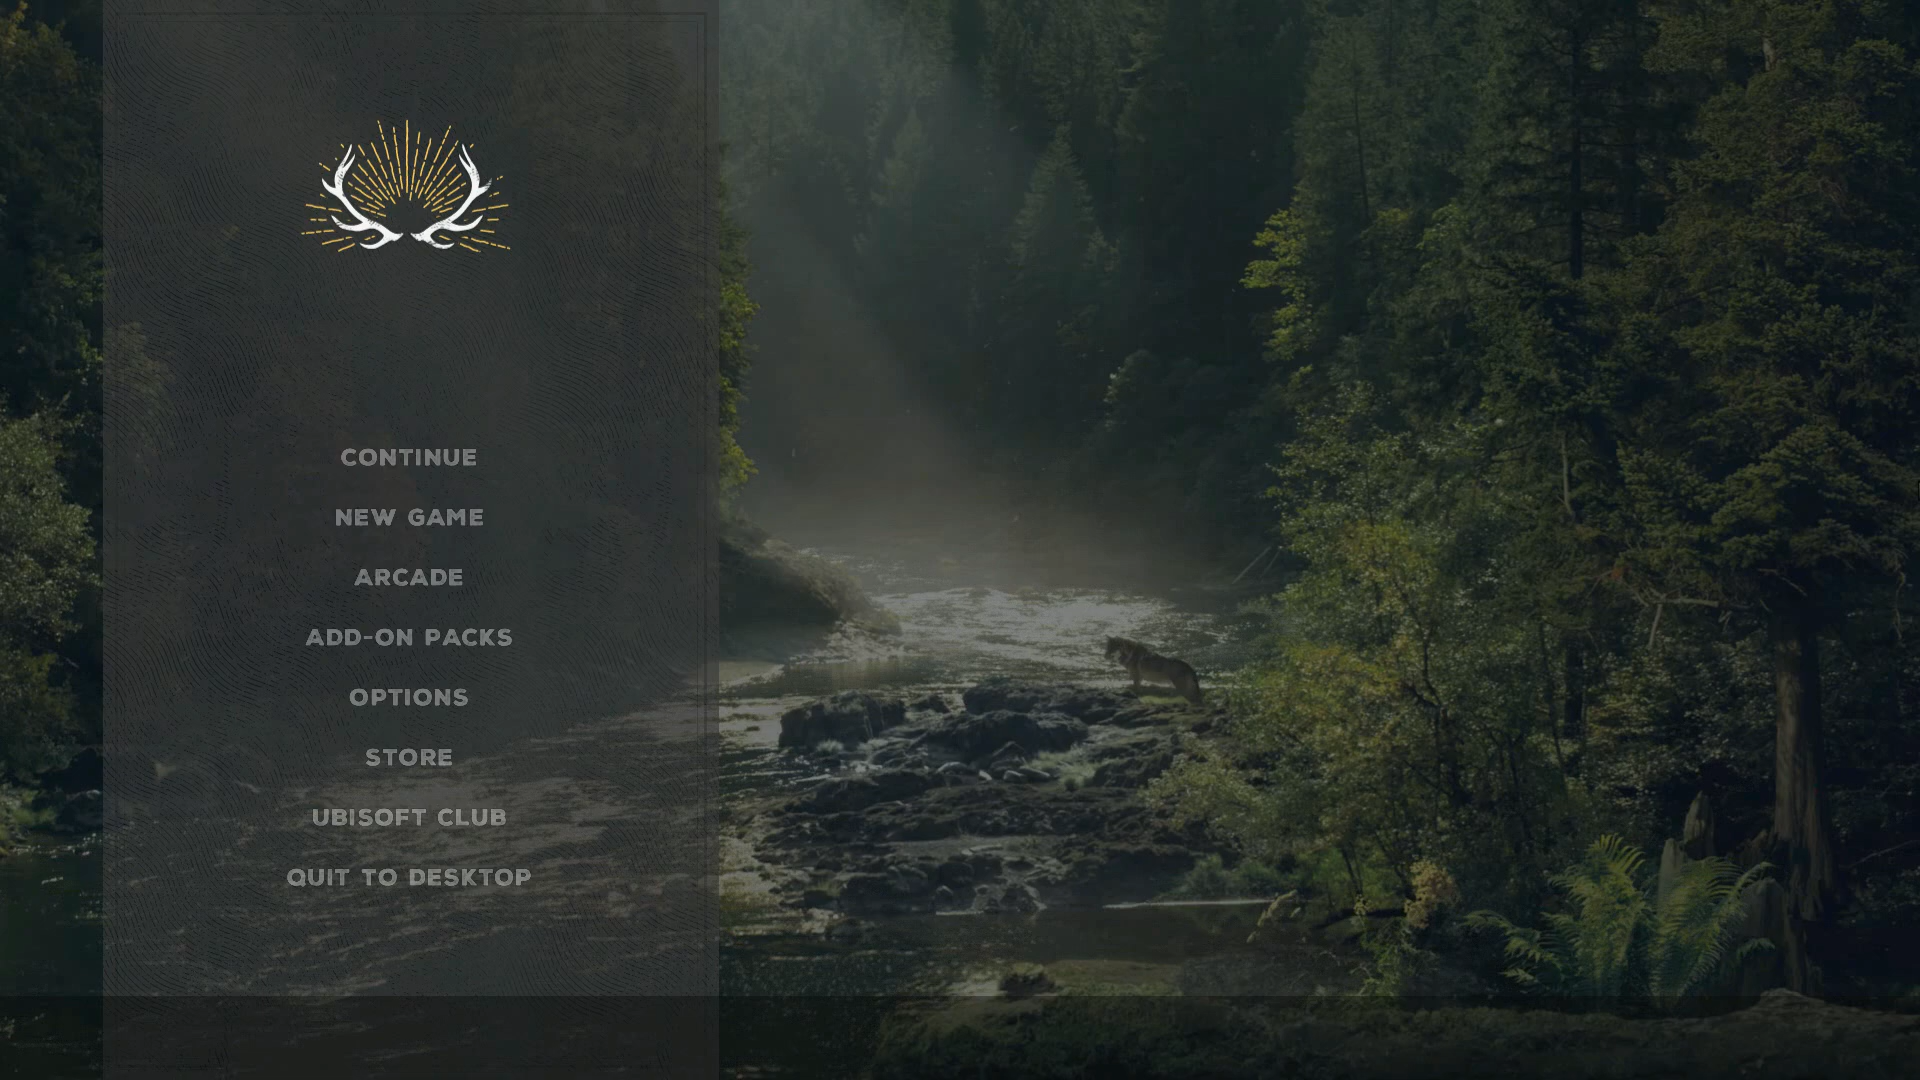 CONTINUE
NEW GAME
ARCADE
ADD-ON PACKS
OPTIONS
STORE
UBISOFT CLUB
QUIT TO DESKTOP